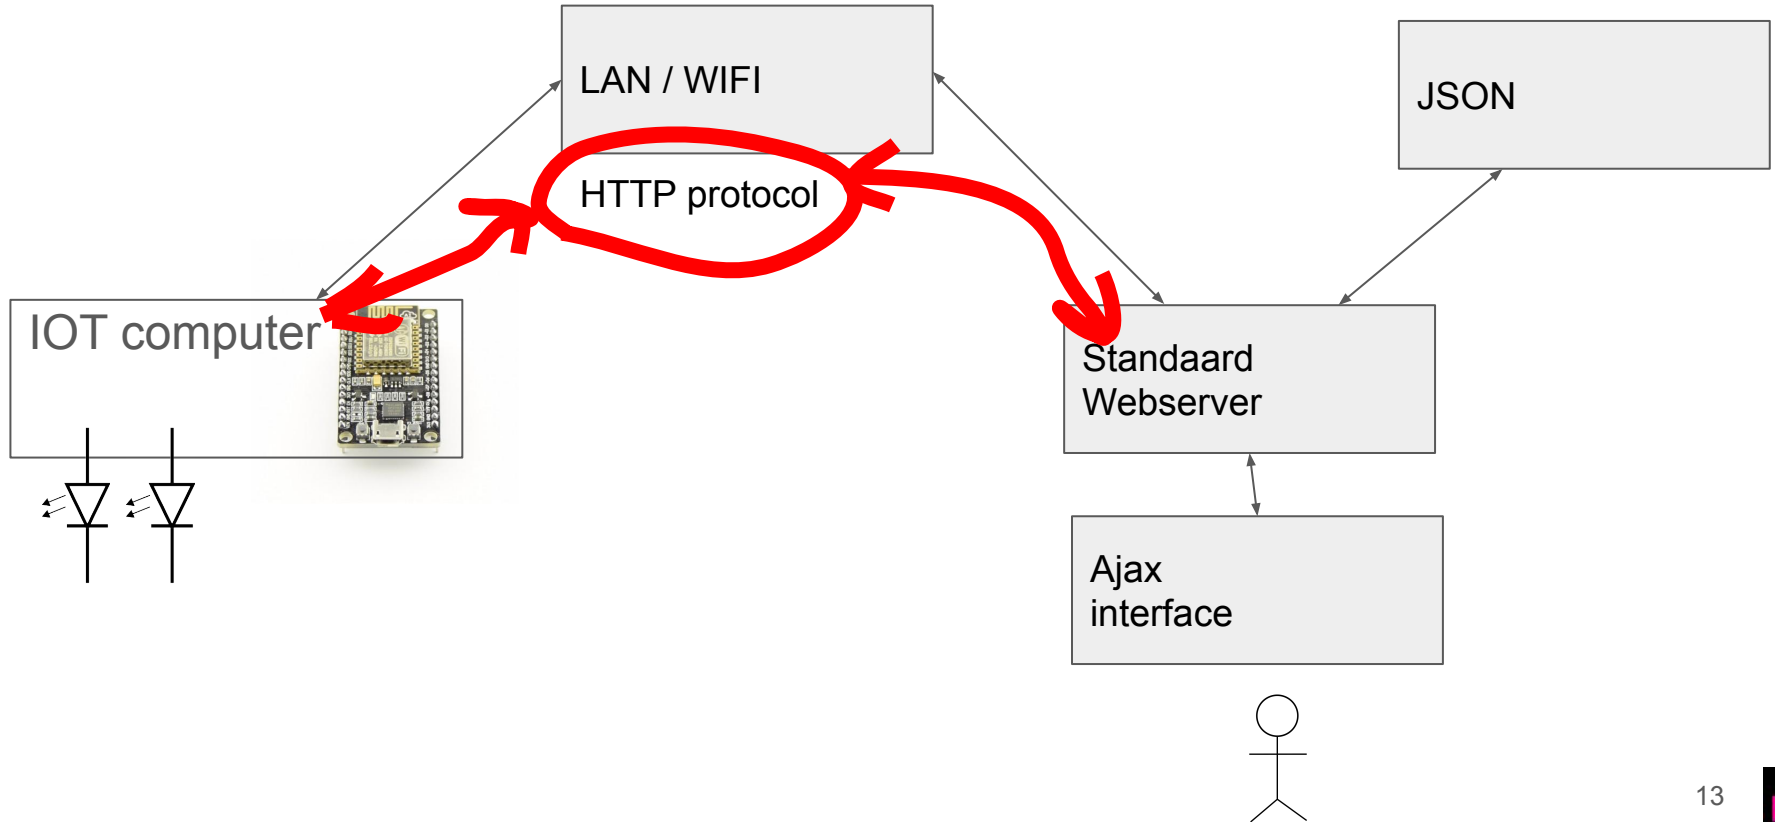 LAN / WIFI
JSON
HTTP protocol
IOT computer
Standaard
Webserver
Ajax
interface
13